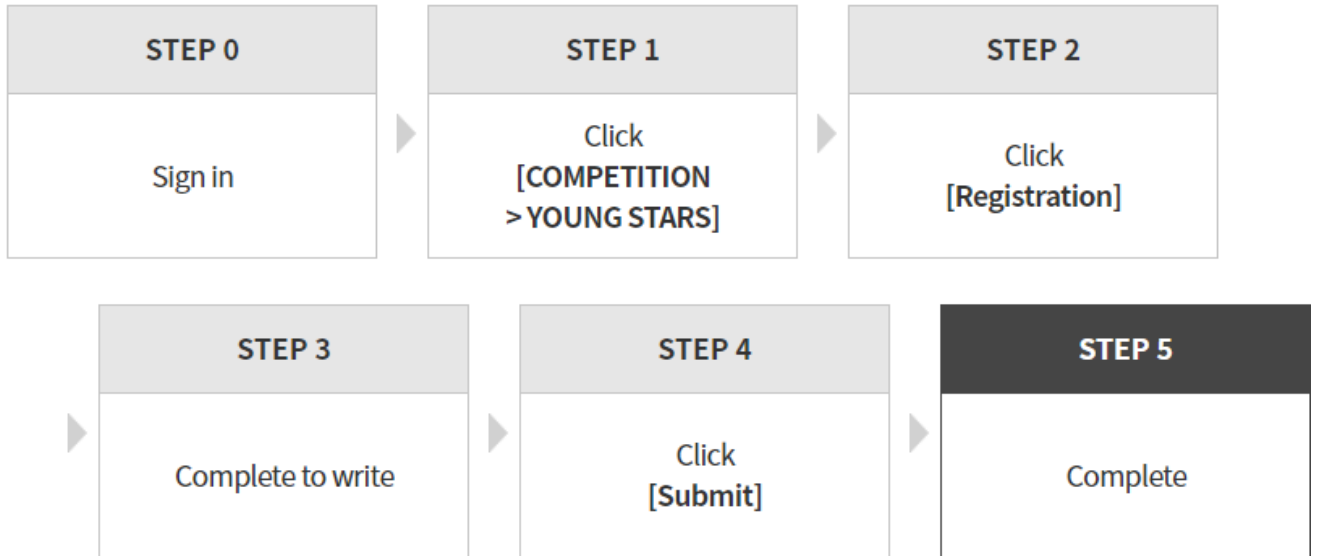 STEP 0
Sign in
STEP 1
Click
[COMPETITION
> YOUNG STARS]
STEP 2
Click
[Registration]
STEP 3
Complete to write
STEP 4
Click
[Submit]
STEP 5
Complete